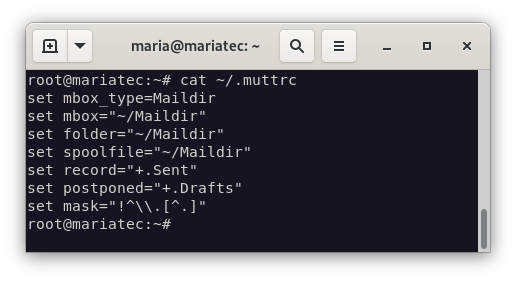 maria@mariatec: ~
root@mariatec:~# cat ~/.muttrc
set mbox_type=Maildir
set mbox="~/Maildir"
set folder="~/Maildir"
set spoolfile="~/Maildir"
set record="+.Sent"
set postponed="+.Drafts"
set mask="!^\\.[^.]"
root@mariatec:~#